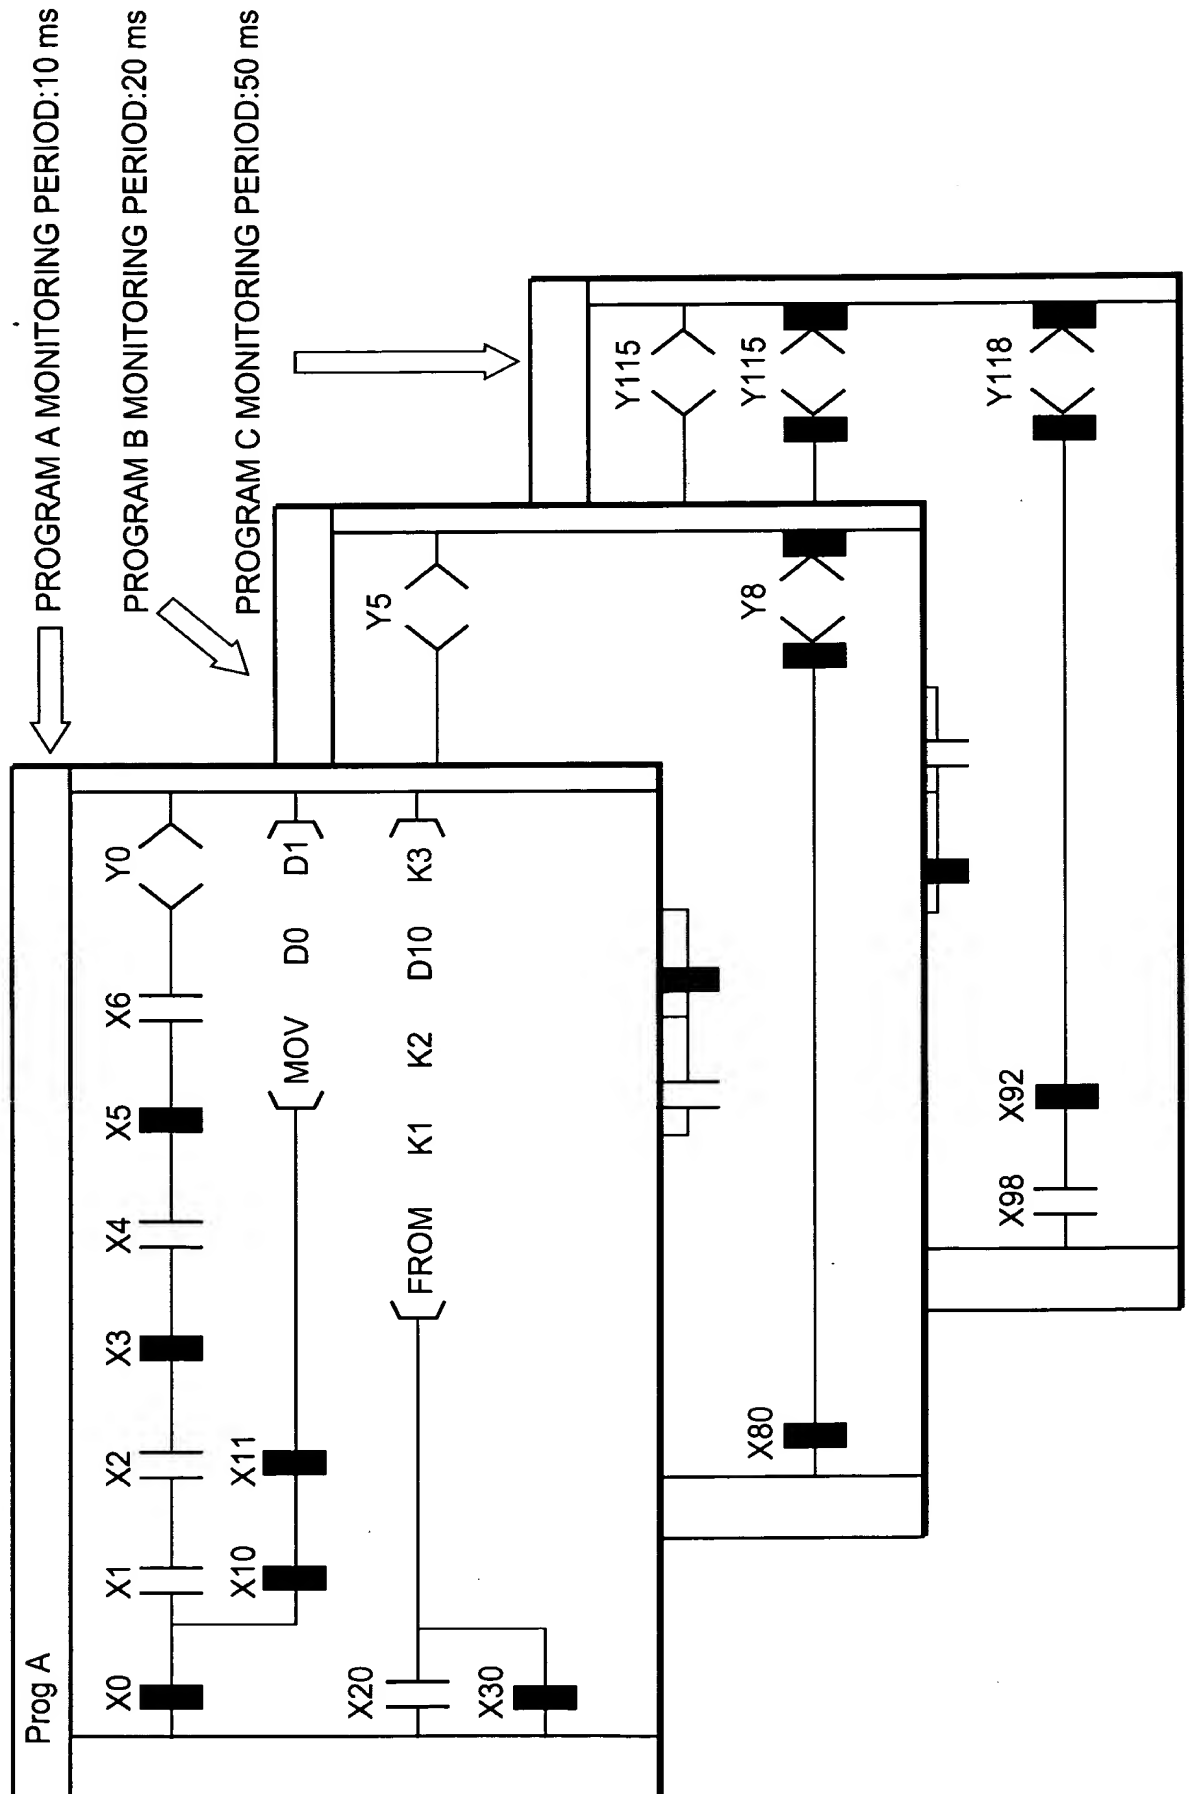 PROGRAM A MONITORING PERIOD:10 ms
PROGRAM B MONITORING PERIOD:20 ms
PROGRAM C MONITORING PERIOD:50 ms
Prog A
X0 X1 X2 X3 X4 X5 X6 Y0
X10 X11 MOV D0 D1
X20 FROM K1 K2 D10 K3
X30
Y5
X80 Y8
Y115
Y115
X98 X92 Y118